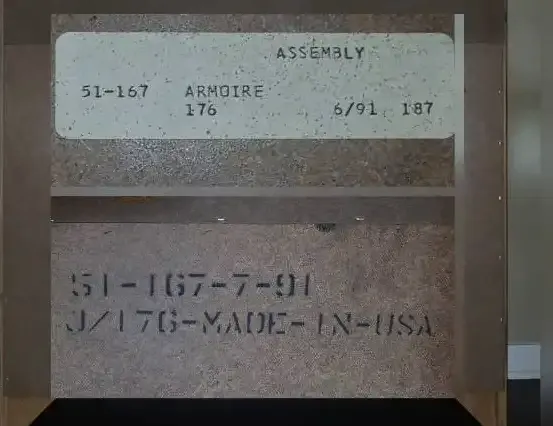 ASSEMBLY
51-167 ARMOIRE
176 6/91 187
51-167-7-91
J/176-MADE-IN-USA